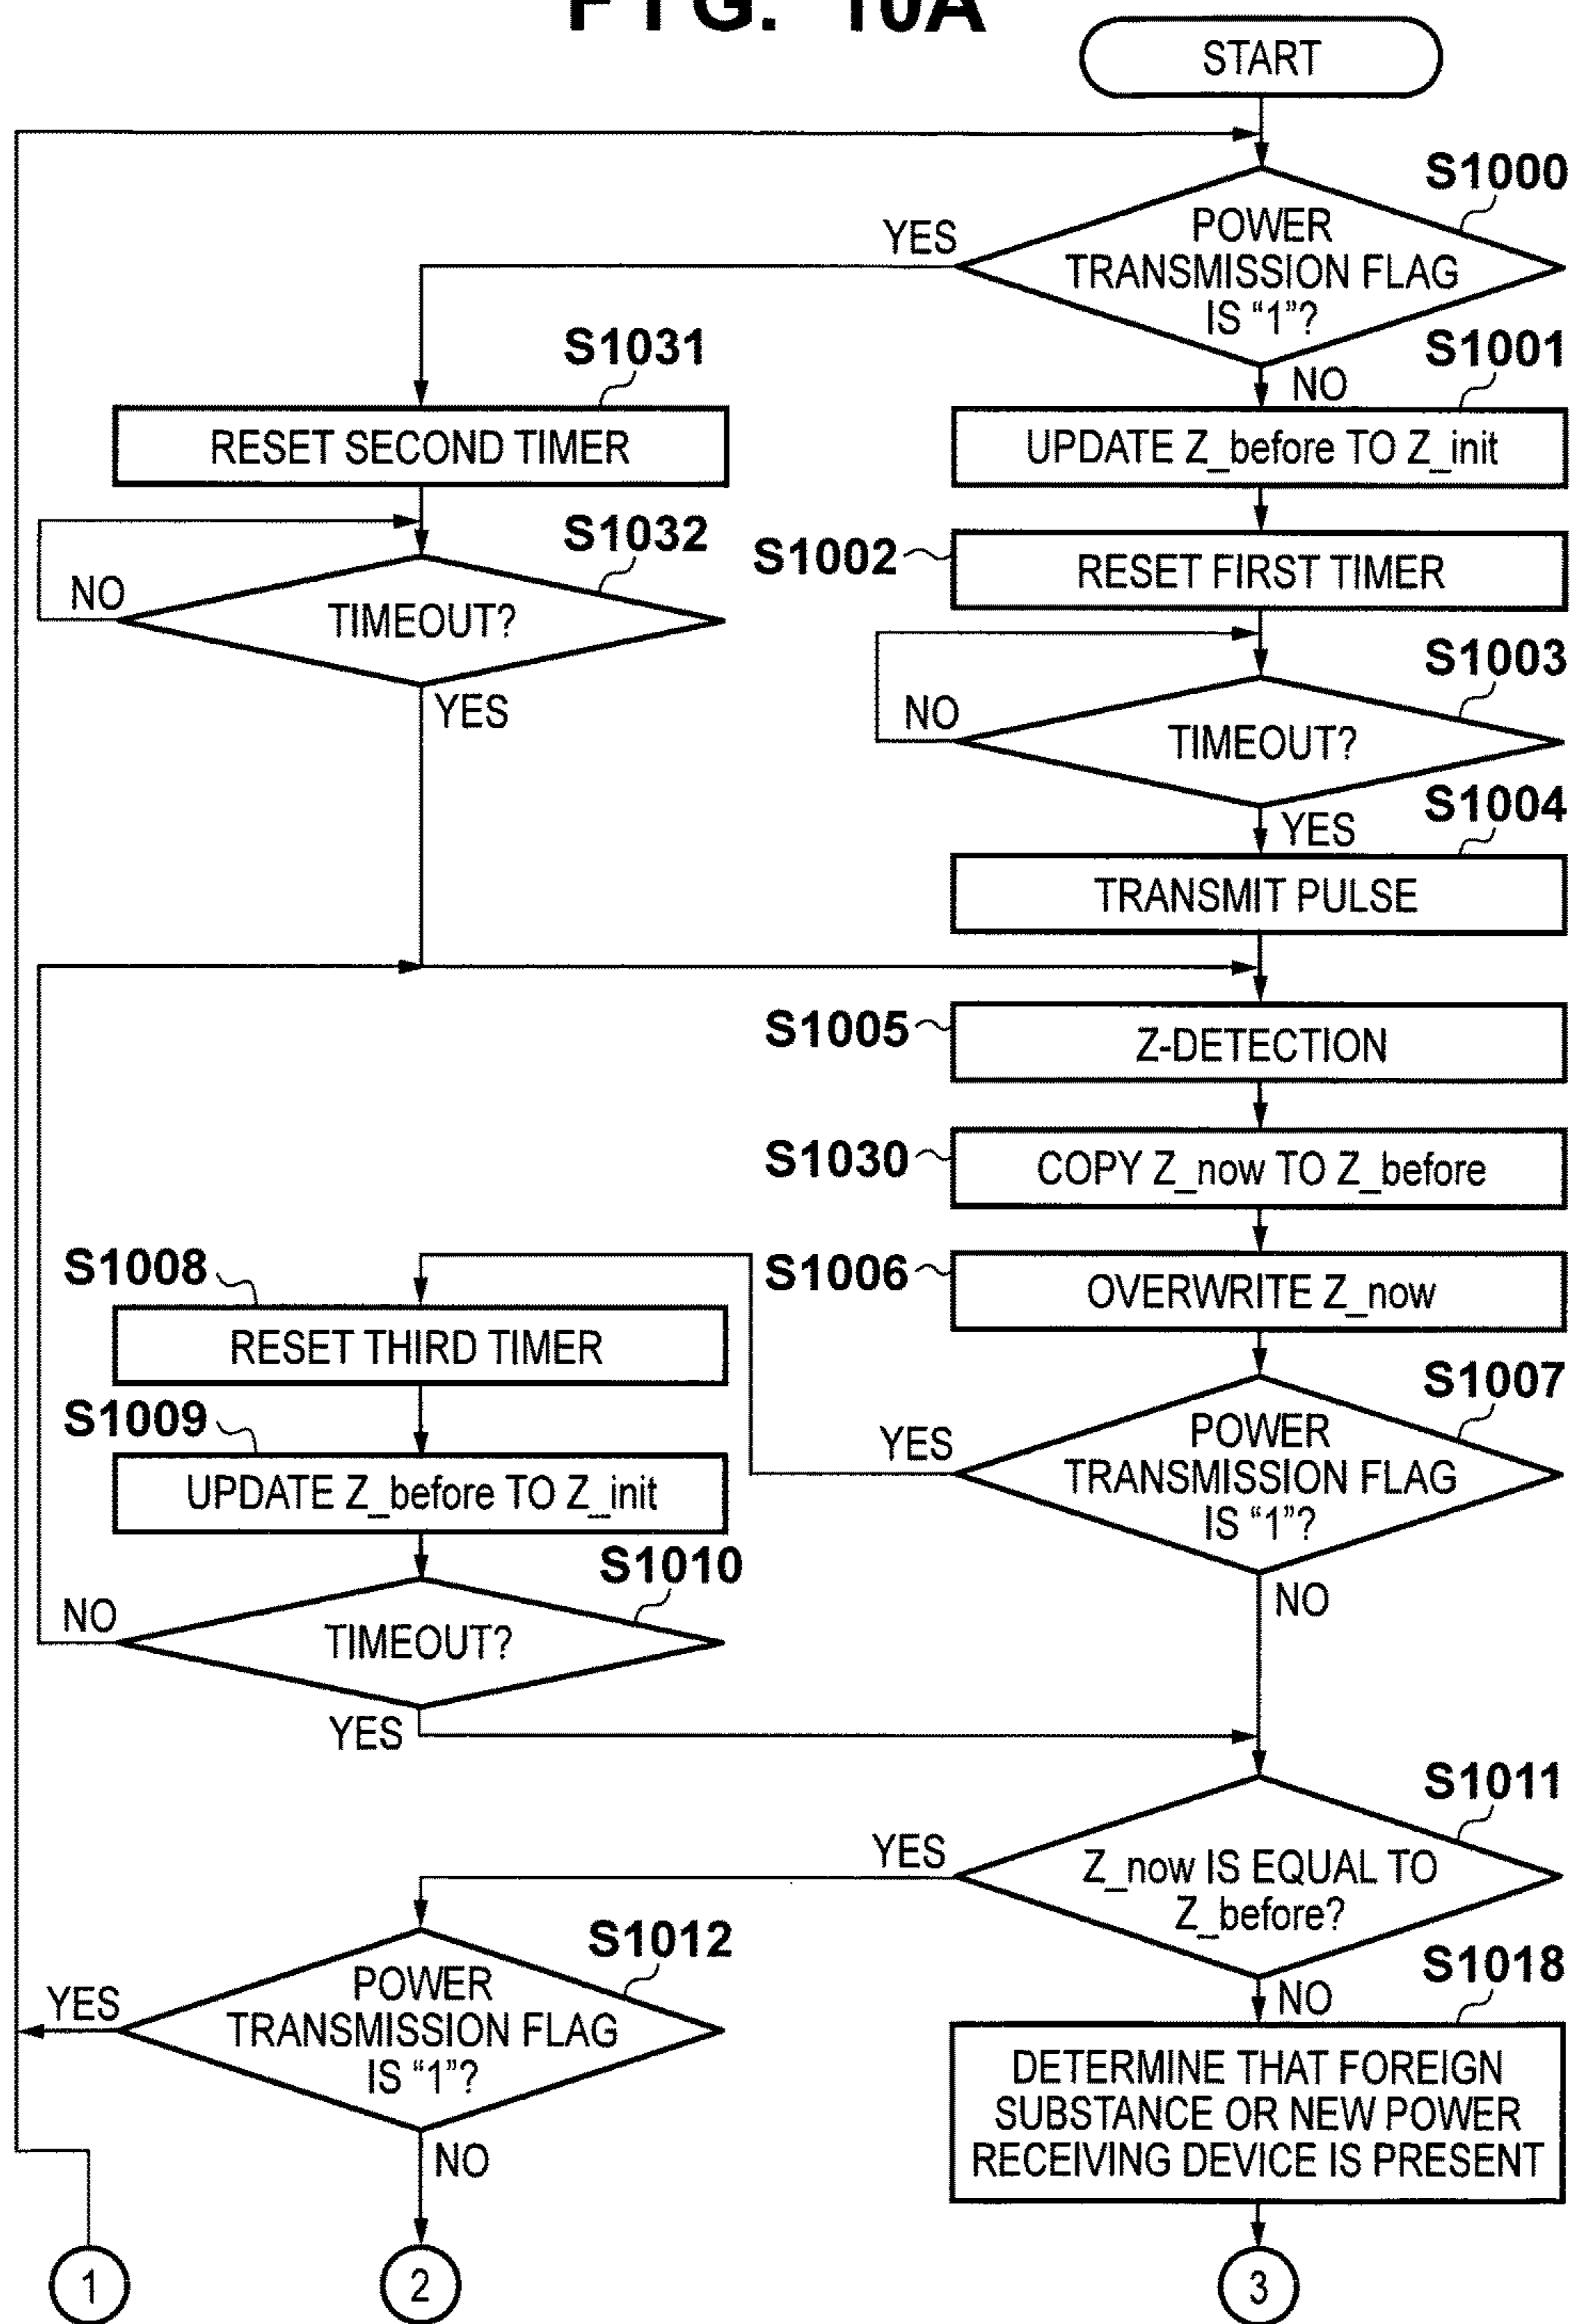 FIG. 10A
START
S1000
POWER
TRANSMISSION FLAG
IS “1”?
YES
NO
S1031
RESET SECOND TIMER
S1001
UPDATE Z_before TO Z_init
S1032
TIMEOUT?
NO
YES
S1002
RESET FIRST TIMER
S1003
TIMEOUT?
NO
YES
S1004
TRANSMIT PULSE
S1005
Z-DETECTION
S1030
COPY Z_now TO Z_before
S1006
OVERWRITE Z_now
S1007
POWER
TRANSMISSION FLAG
IS “1”?
YES
NO
S1008
RESET THIRD TIMER
S1009
UPDATE Z_before TO Z_init
S1010
TIMEOUT?
NO
YES
S1011
Z_now IS EQUAL TO
Z_before?
YES
NO
S1012
POWER
TRANSMISSION FLAG
IS “1”?
YES
NO
S1018
DETERMINE THAT FOREIGN
SUBSTANCE OR NEW POWER
RECEIVING DEVICE IS PRESENT
1
2
3